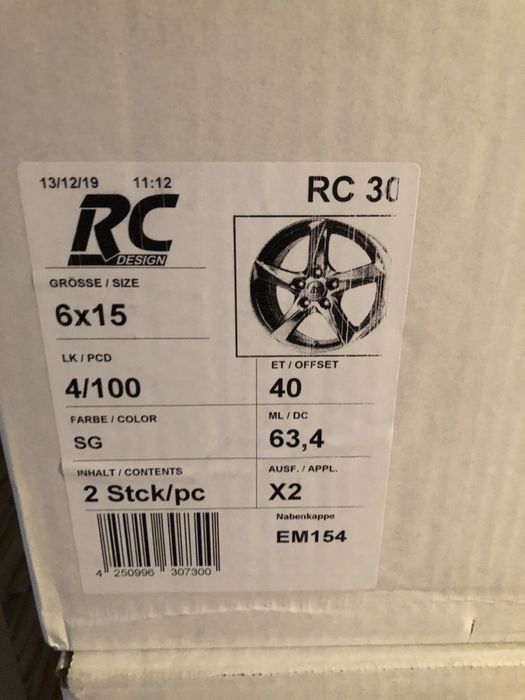 13/12/19 11:12
RC 30
RC
DESIGN
GRÖSSE / SIZE
6x15
LK / PCD
4/100
ET / OFFSET
40
FARBE / COLOR
SG
ML / DC
63,4
INHALT / CONTENTS
2 Stck/pc
AUSF. / APPL.
X2
Nabenkappe
EM154
4 250996 307300